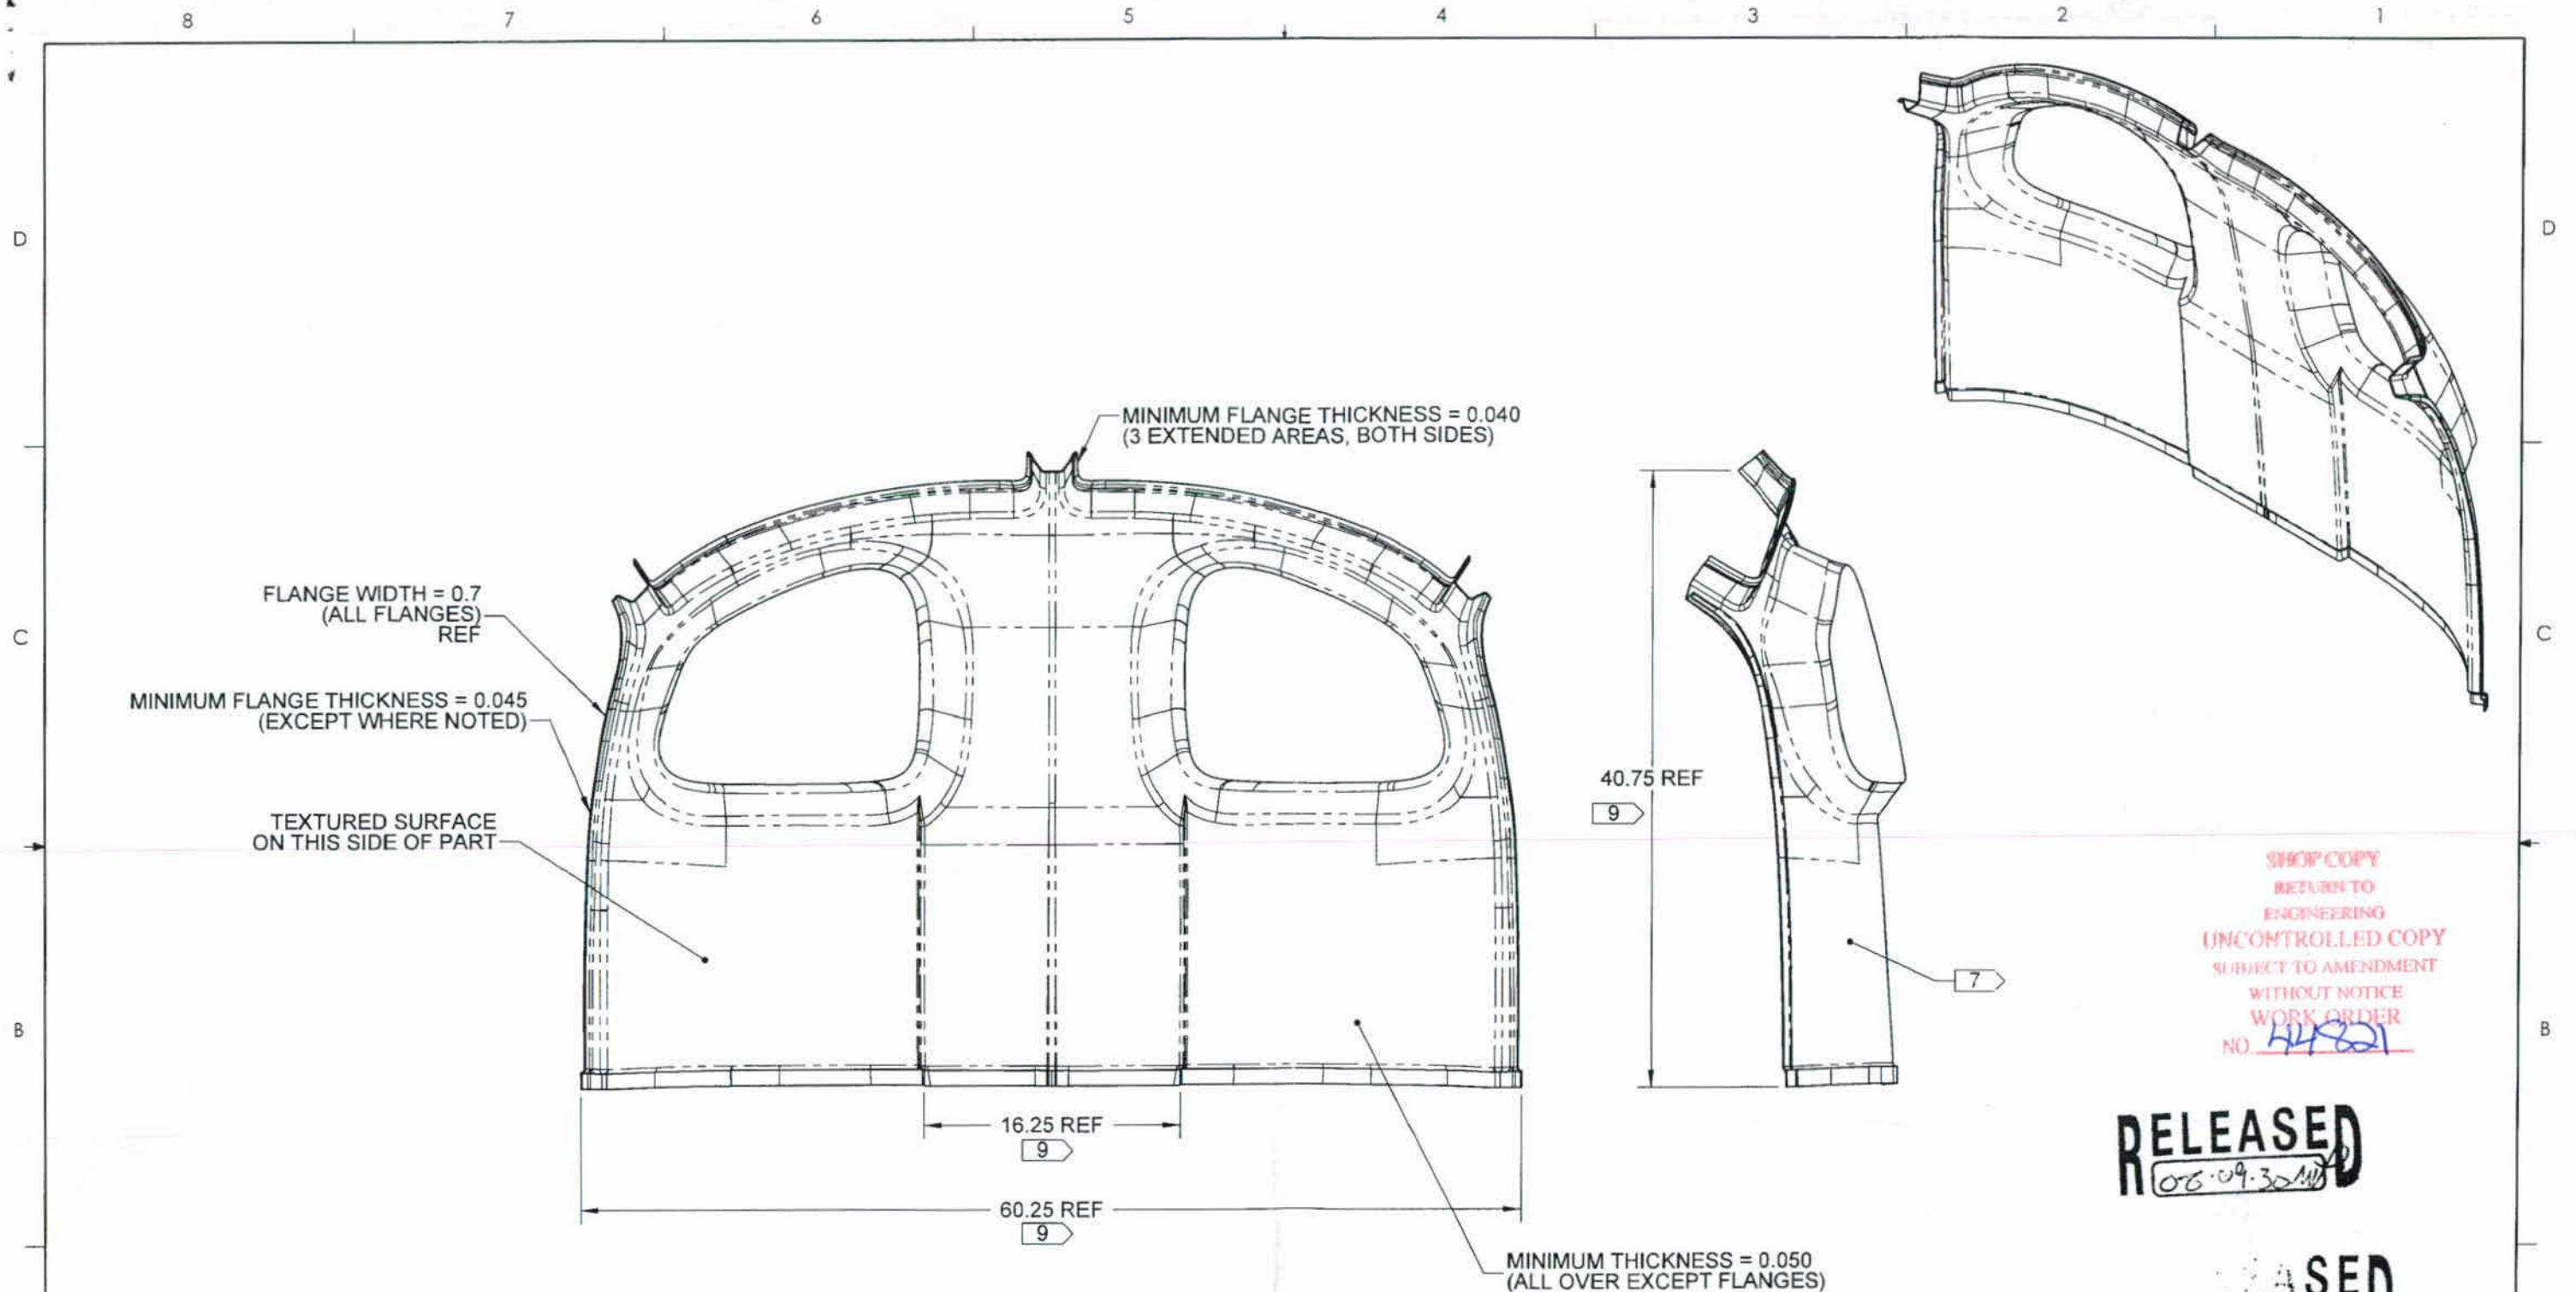 8 7 6 5 4 3 2 1
D
D
MINIMUM FLANGE THICKNESS = 0.040
(3 EXTENDED AREAS, BOTH SIDES)
FLANGE WIDTH = 0.7
(ALL FLANGES)
REF
C
C
MINIMUM FLANGE THICKNESS = 0.045
(EXCEPT WHERE NOTED)
40.75 REF
9
TEXTURED SURFACE
ON THIS SIDE OF PART
SHOP COPY
RETURN TO
ENGINEERING
UNCONTROLLED COPY
SUBJECT TO AMENDMENT
WITHOUT NOTICE
WORK ORDER
NO. 44821
7
B
B
16.25 REF
9
RELEASED
60.25 REF
9
MINIMUM THICKNESS = 0.050
(ALL OVER EXCEPT FLANGES)